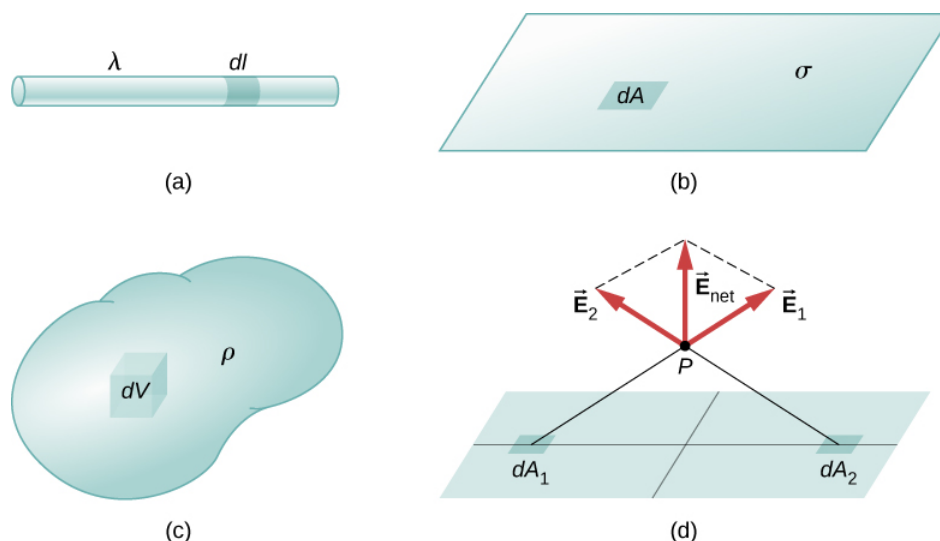 λ dl
dA σ
(a) (b)
dV ρ
E⃗₂ E⃗net E⃗₁
P
dA₁ dA₂
(c) (d)